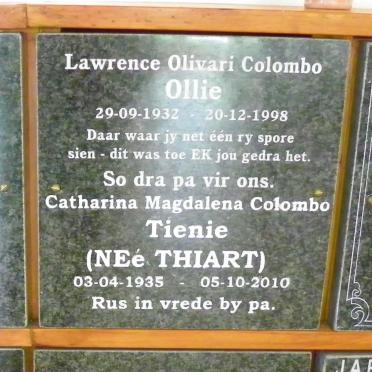 Lawrence Olivari Colombo
Ollie
29-09-1932 - 20-12-1998
Daar waar jy net één ry spore
sien - dit was toe EK jou gedra het.
So dra pa vir ons.
Catharina Magdalena Colombo
Tienie
(NEé THIART)
03-04-1935 - 05-10-2010
Rus in vrede by pa.